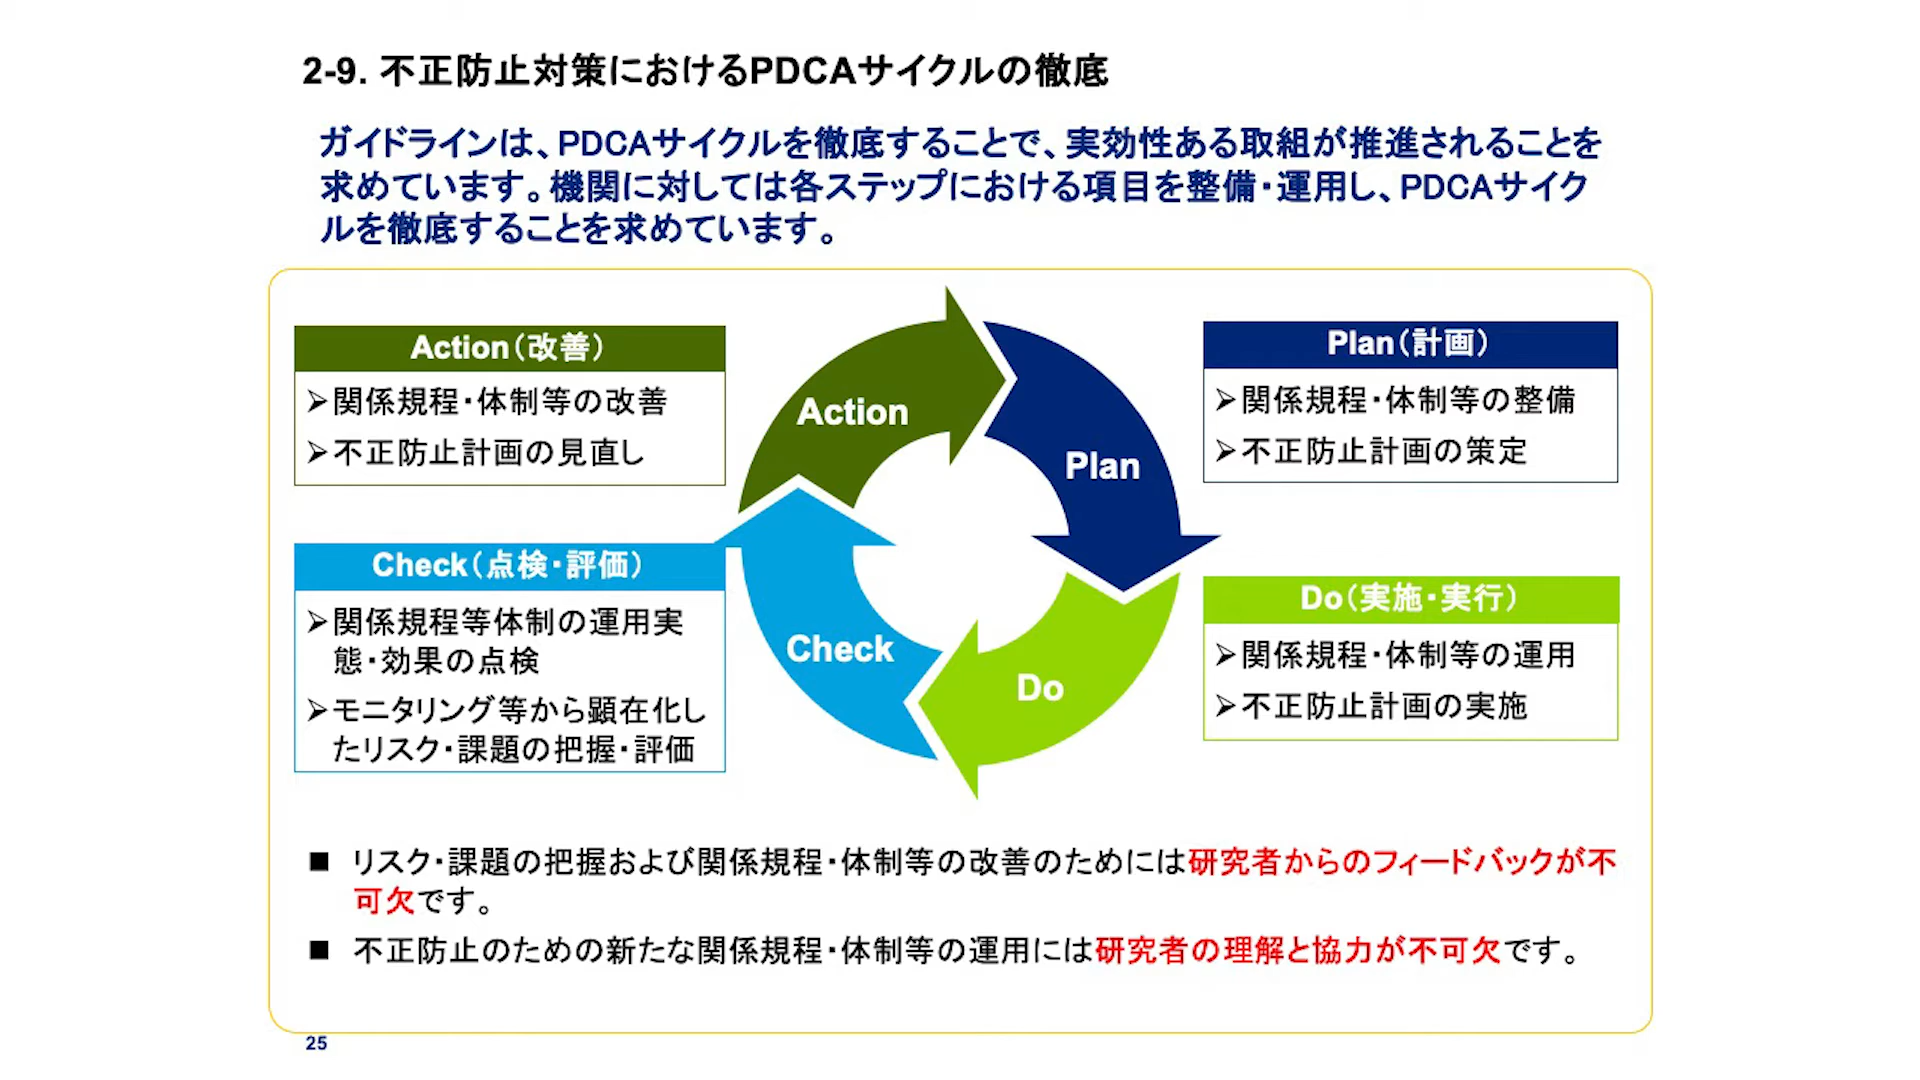 2-9. 不正防止対策におけるPDCAサイクルの徹底
ガイドラインは、PDCAサイクルを徹底することで、実効性ある取組が推進されることを
求めています。機関に対しては各ステップにおける項目を整備・運用し、PDCAサイク
ルを徹底することを求めています。
Action（改善）
➢関係規程・体制等の改善
➢不正防止計画の見直し
Action
Plan
Plan（計画）
➢関係規程・体制等の整備
➢不正防止計画の策定
Check（点検・評価）
➢関係規程等体制の運用実
態・効果の点検
➢モニタリング等から顕在化し
たリスク・課題の把握・評価
Check
Do
Do（実施・実行）
➢関係規程・体制等の運用
➢不正防止計画の実施
■ リスク・課題の把握および関係規程・体制等の改善のためには研究者からのフィードバックが不
可欠です。
■ 不正防止のための新たな関係規程・体制等の運用には研究者の理解と協力が不可欠です。
25